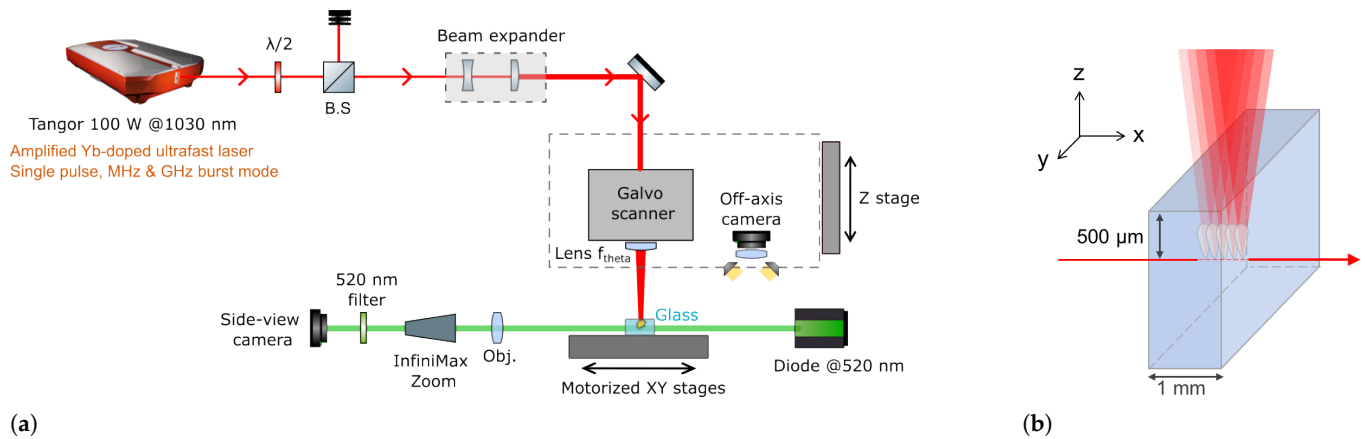 Tangor 100 W @1030 nm
Amplified Yb-doped ultrafast laser
Single pulse, MHz & GHz burst mode
λ/2
B.S
Beam expander
Galvo
scanner
Lens ftheta
Off-axis
camera
Z stage
520 nm
filter
Side-view
camera
InfiniMax
Zoom
Obj.
Glass
Motorized XY stages
Diode @520 nm
(a)
z
x
y
500 µm
1 mm
(b)